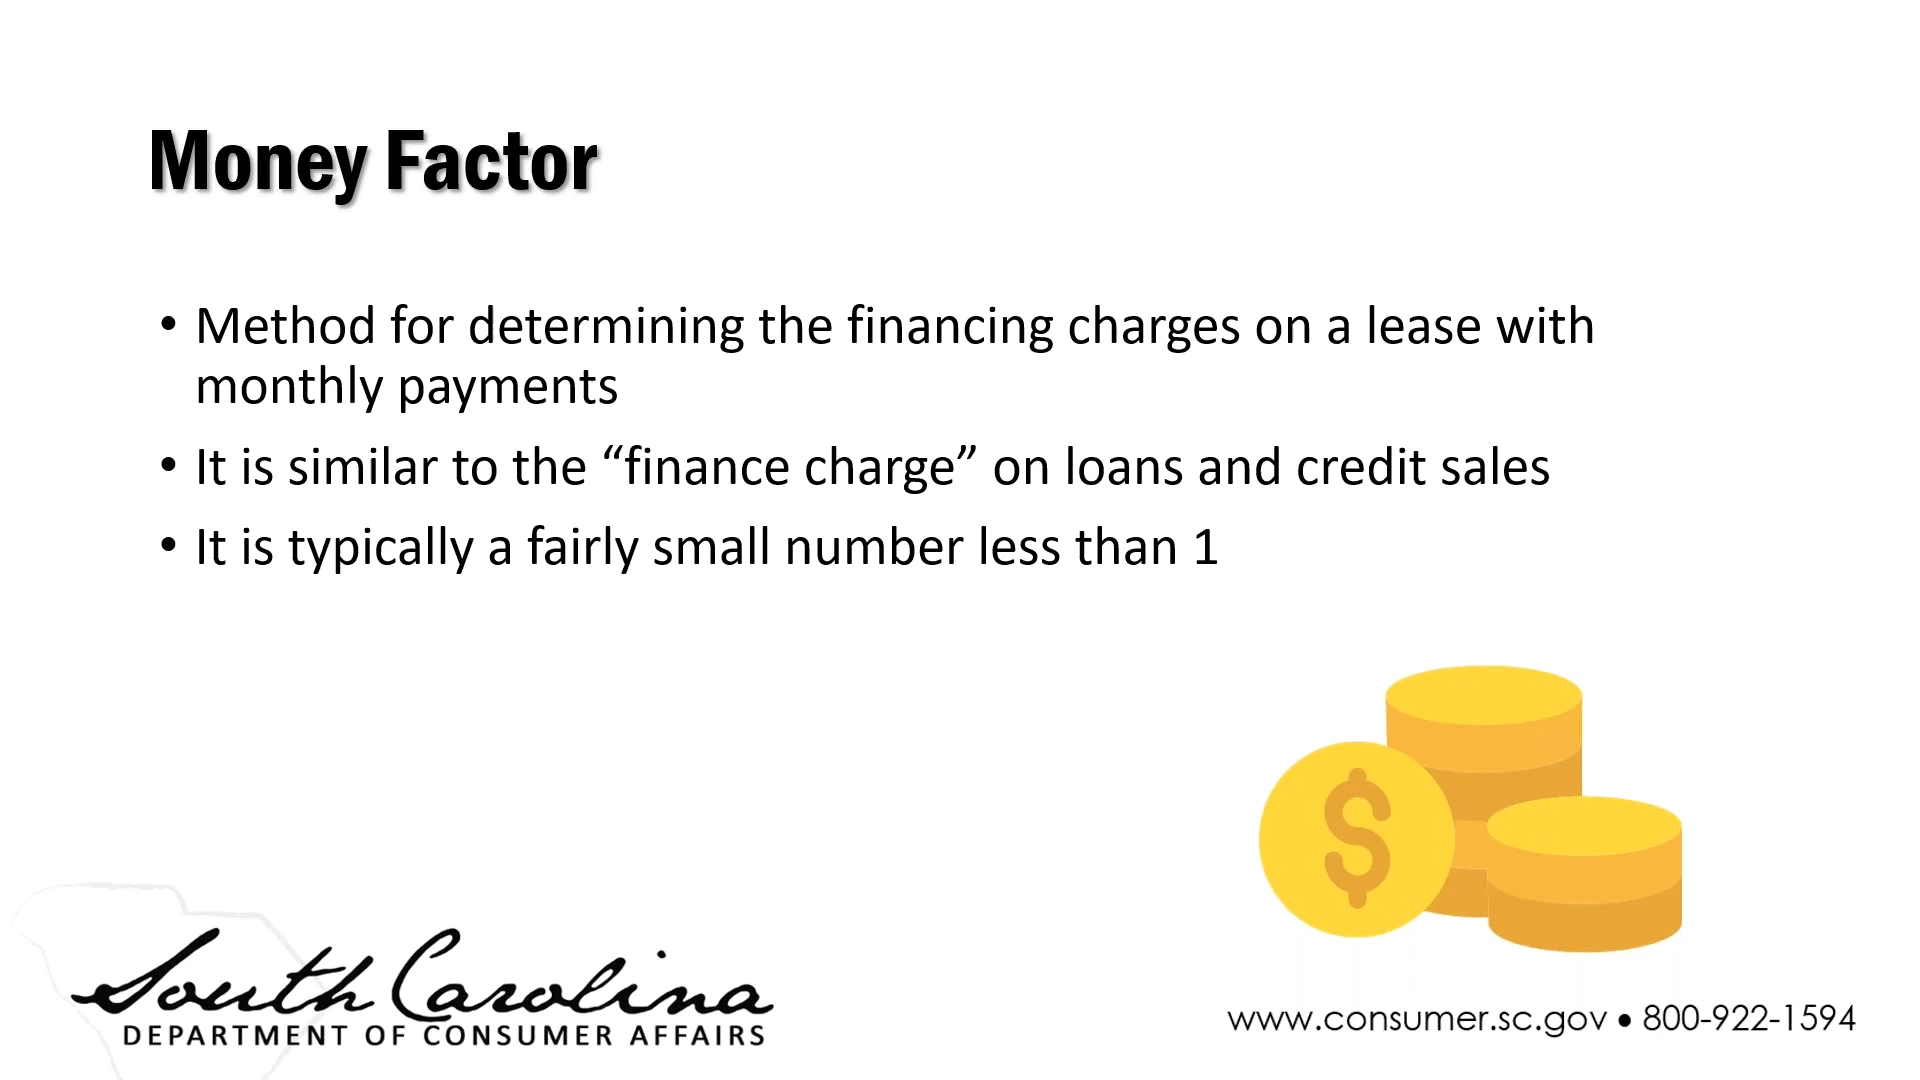 Money Factor
• Method for determining the financing charges on a lease with
monthly payments
• It is similar to the “finance charge” on loans and credit sales
• It is typically a fairly small number less than 1
$
South Carolina
DEPARTMENT OF CONSUMER AFFAIRS
www.consumer.sc.gov • 800-922-1594